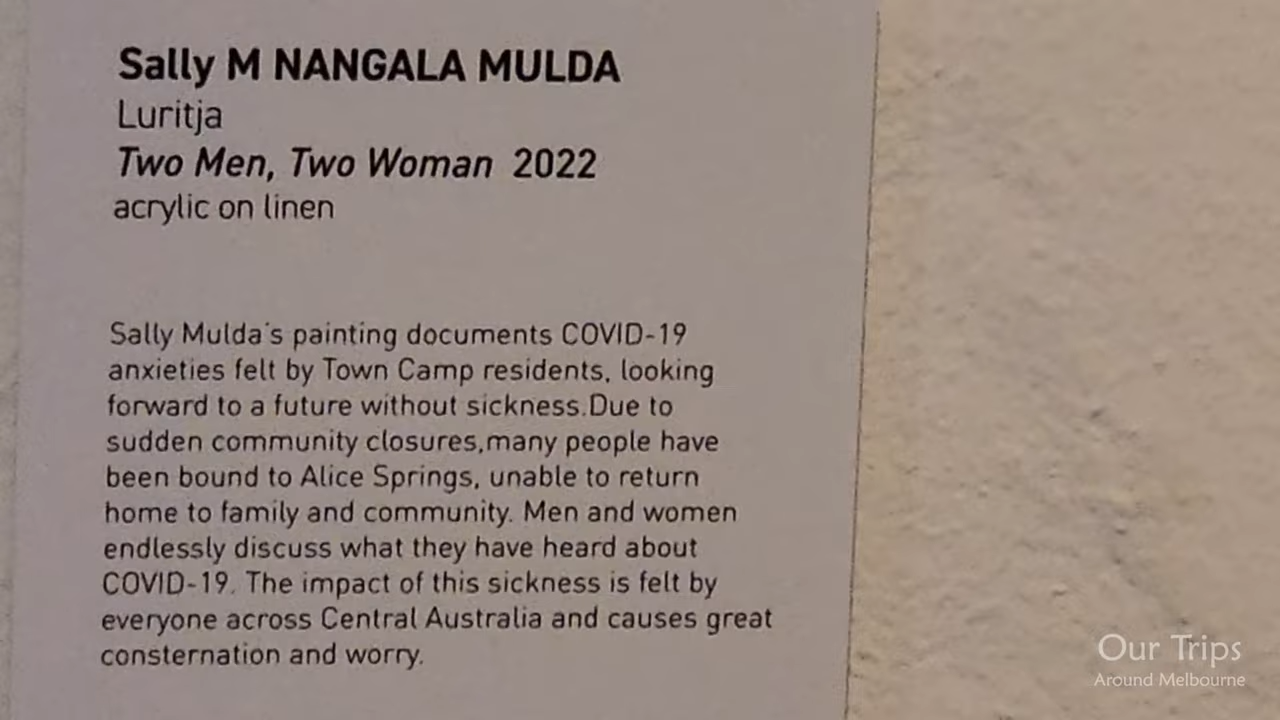 Sally M NANGALA MULDA
Luritja
Two Men, Two Woman 2022
acrylic on linen
Sally Mulda's painting documents COVID-19
anxieties felt by Town Camp residents, looking
forward to a future without sickness.Due to
sudden community closures,many people have
been bound to Alice Springs, unable to return
home to family and community. Men and women
endlessly discuss what they have heard about
COVID-19. The impact of this sickness is felt by
everyone across Central Australia and causes great
consternation and worry.
Our Trips
Around Melbourne